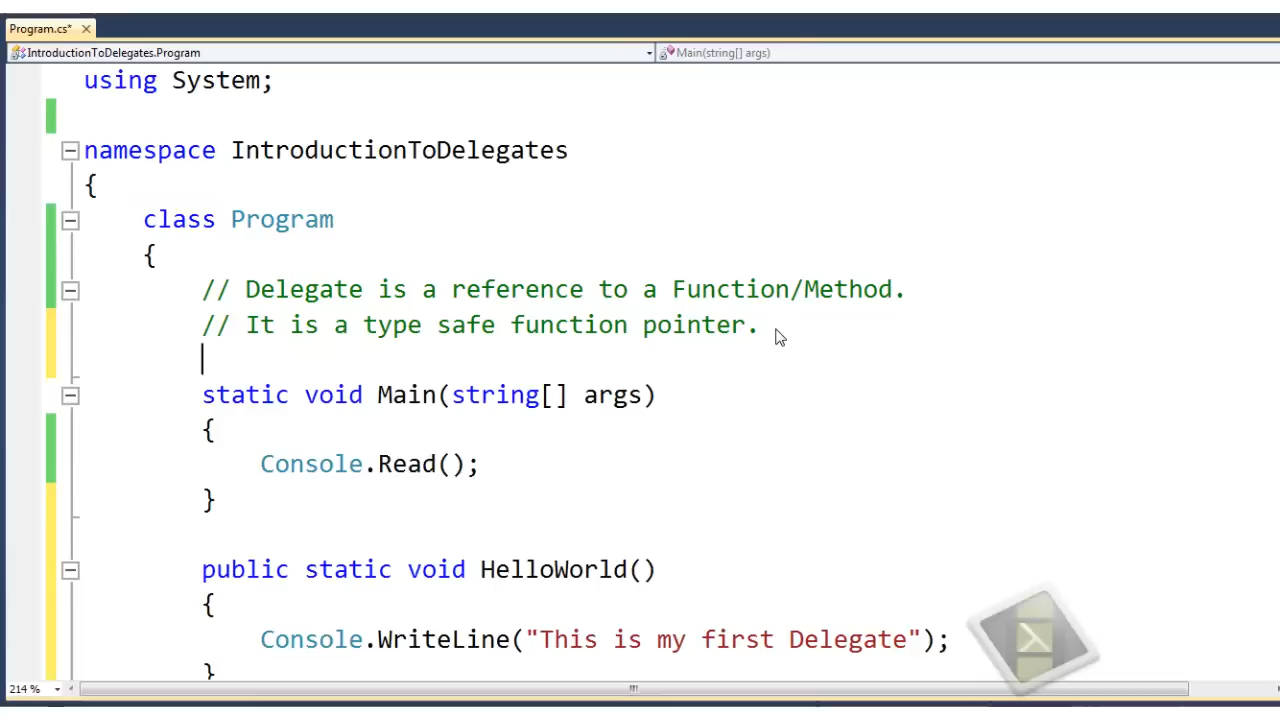 Program.cs*
IntroductionToDelegates.Program Main(string[] args)
using System;
namespace IntroductionToDelegates
{
class Program
{
// Delegate is a reference to a Function/Method.
// It is a type safe function pointer.
static void Main(string[] args)
{
Console.Read();
}
public static void HelloWorld()
{
Console.WriteLine("This is my first Delegate");
}
214 %